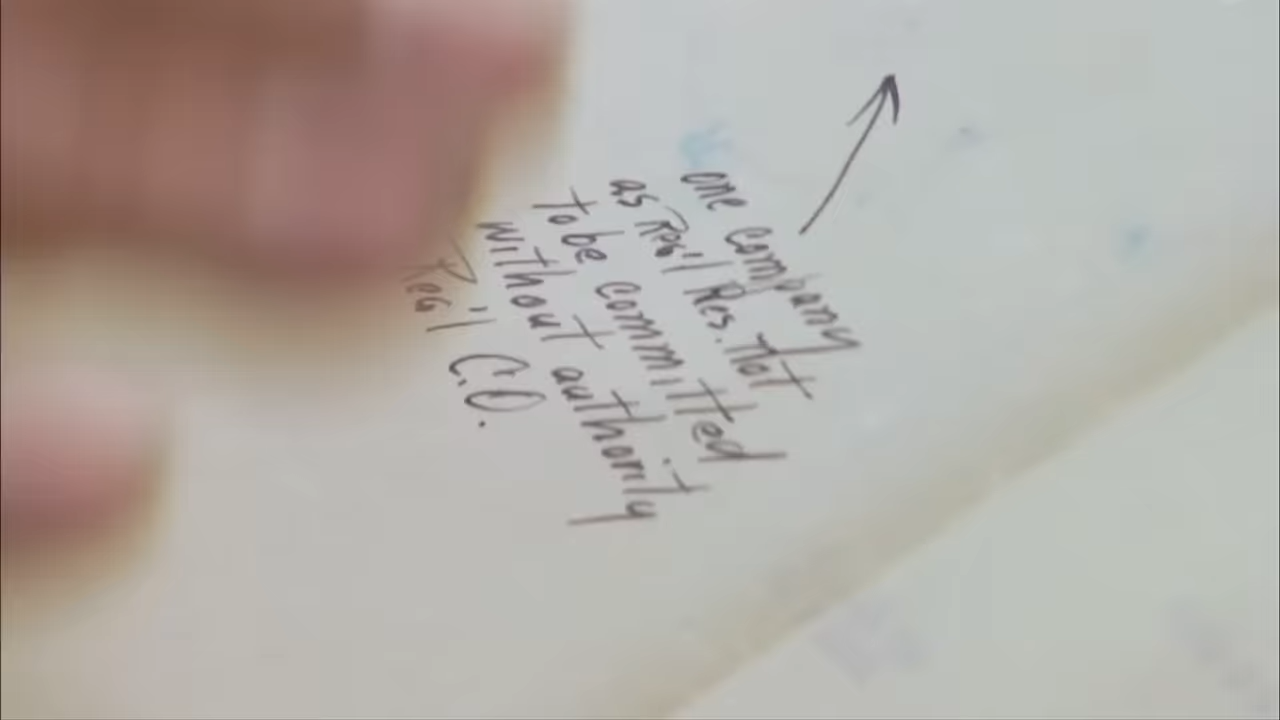 one company
as Reg'l Res. Not
to be committed
without authority
Reg'l C.O.